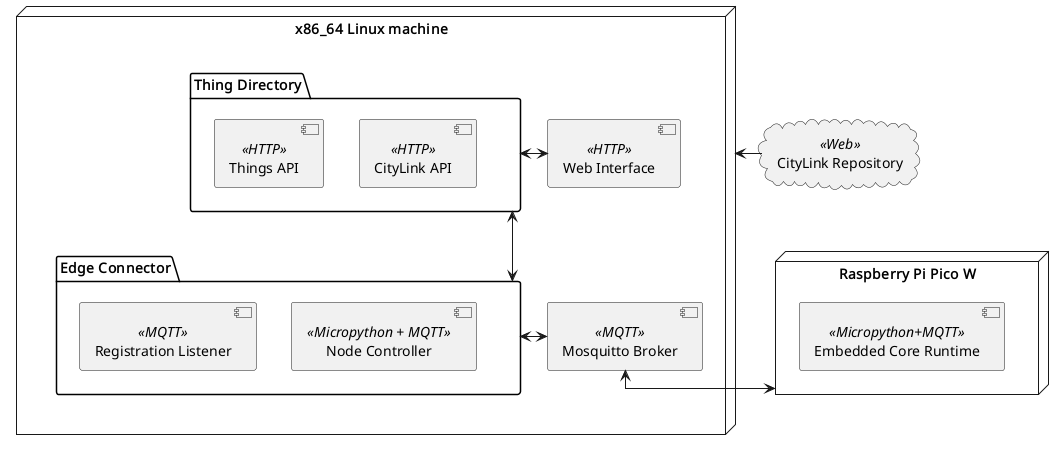 x86_64 Linux machine
Thing Directory
«HTTP»
Things API
«HTTP»
CityLink API
«HTTP»
Web Interface
«Web»
CityLink Repository
Edge Connector
«MQTT»
Registration Listener
«Micropython + MQTT»
Node Controller
«MQTT»
Mosquitto Broker
Raspberry Pi Pico W
«Micropython+MQTT»
Embedded Core Runtime